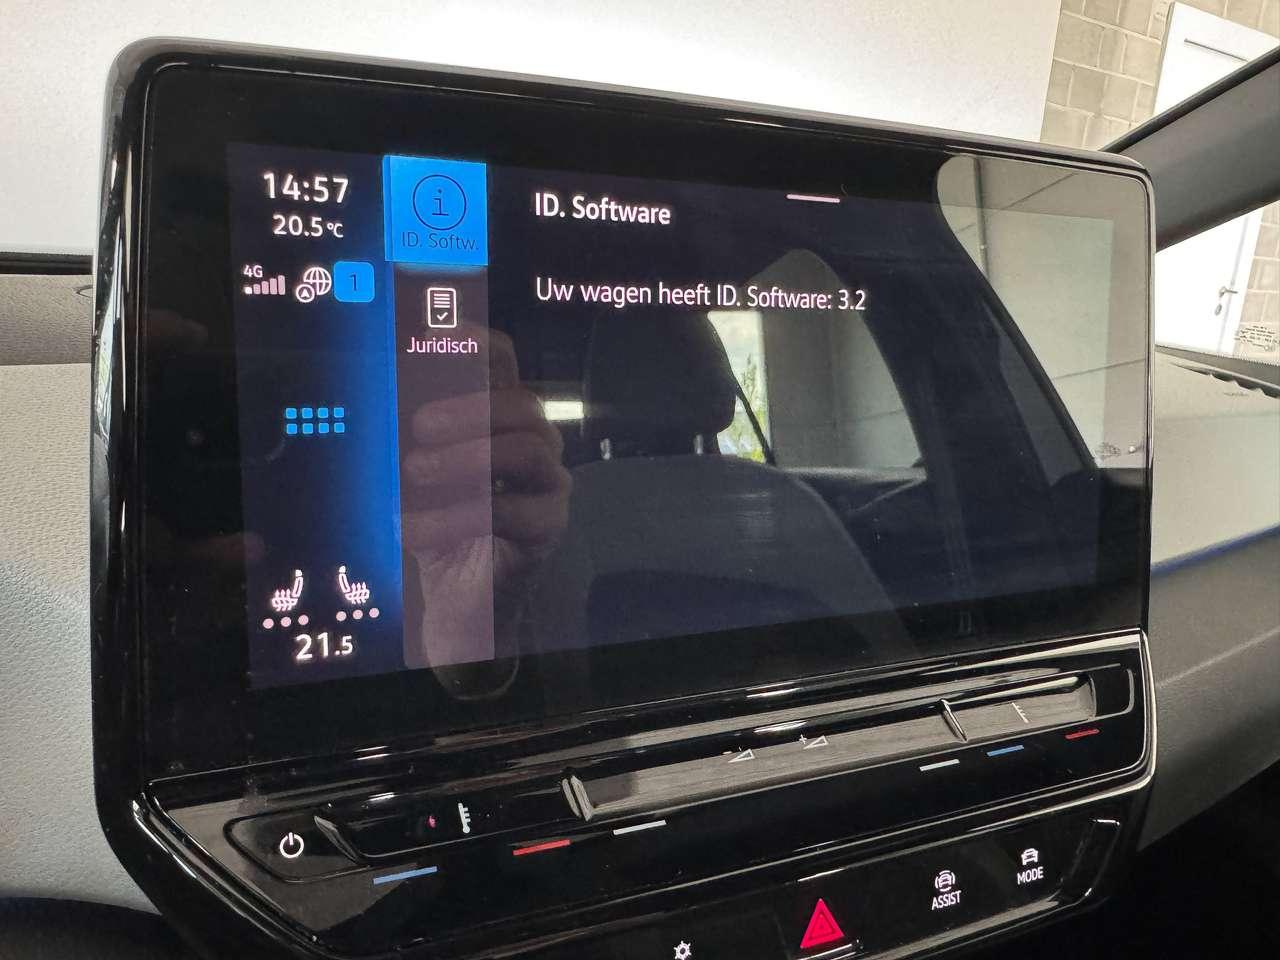 14:57
20.5°C
4G
1
ID. Softw.
Juridisch
ID. Software
Uw wagen heeft ID. Software: 3.2
21.5
ASSIST
MODE